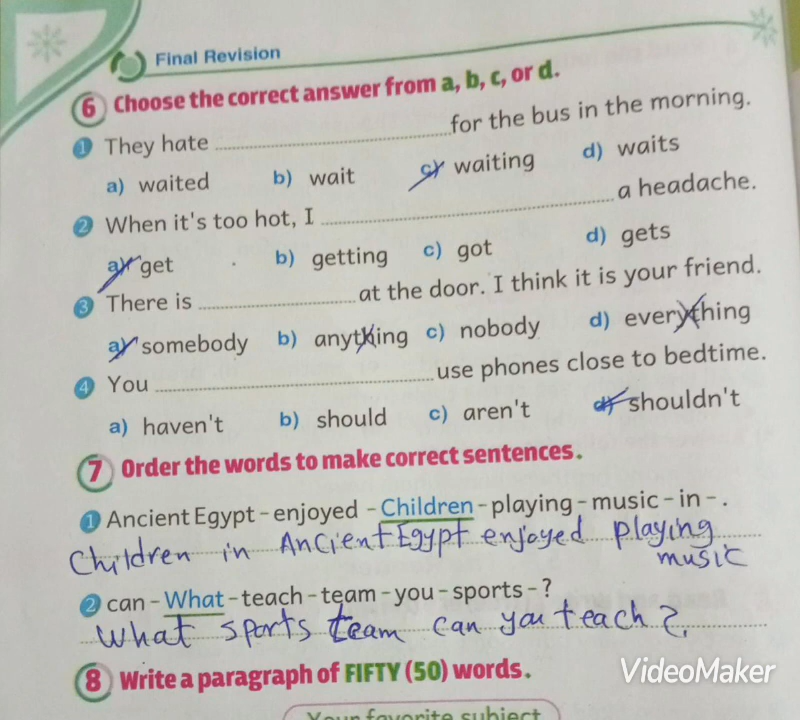 Final Revision
6 Choose the correct answer from a, b, c, or d.
1 They hate ........ for the bus in the morning.
a) waited b) wait c) waiting d) waits
2 When it's too hot, I ........ a headache.
a) get b) getting c) got d) gets
3 There is ........ at the door. I think it is your friend.
a) somebody b) anything c) nobody d) everything
4 You ........ use phones close to bedtime.
a) haven't b) should c) aren't d) shouldn't
7 Order the words to make correct sentences.
1 Ancient Egypt – enjoyed – Children – playing – music – in – .
Children in Ancient Egypt enjoyed playing
music
2 can – What – teach – team – you – sports – ?
What sports team can you teach ?
8 Write a paragraph of FIFTY (50) words.
VideoMaker
Your favorite subject